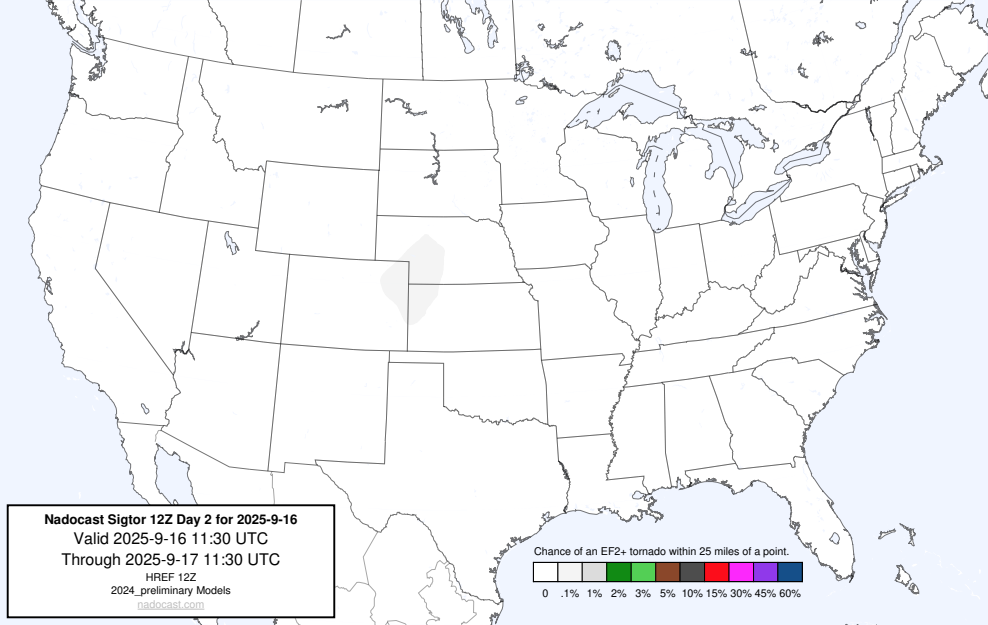 Nadocast Sigtor 12Z Day 2 for 2025-9-16
Valid 2025-9-16 11:30 UTC
Through 2025-9-17 11:30 UTC
HREF 12Z
2024_preliminary Models
nadocast.com
Chance of an EF2+ tornado within 25 miles of a point.
0 .1% 1% 2% 3% 5% 10% 15% 30% 45% 60%